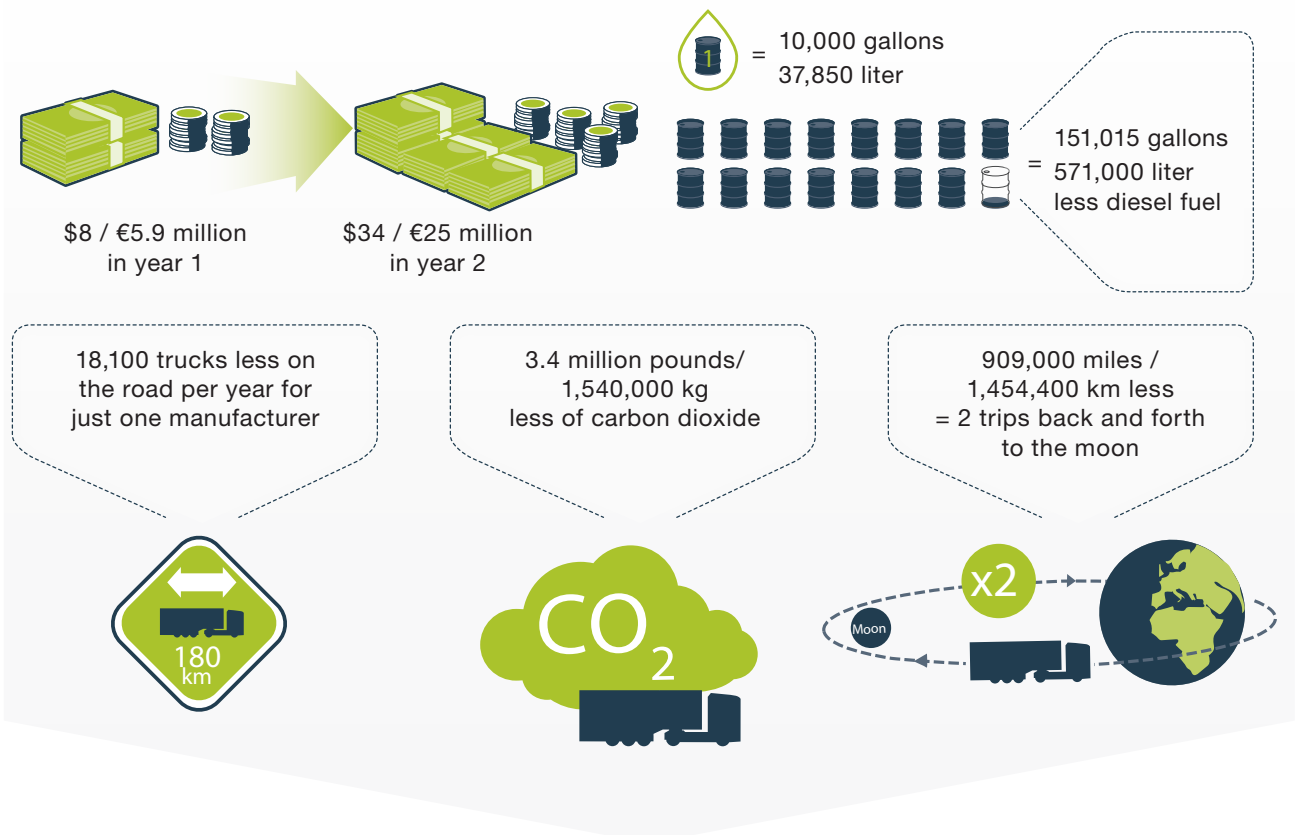 1
= 10,000 gallons
37,850 liter
151,015 gallons
= 571,000 liter
less diesel fuel
$8 / €5.9 million
in year 1
$34 / €25 million
in year 2
18,100 trucks less on
the road per year for
just one manufacturer
3.4 million pounds/
1,540,000 kg
less of carbon dioxide
909,000 miles /
1,454,400 km less
= 2 trips back and forth
to the moon
180
km
CO2
x2
Moon